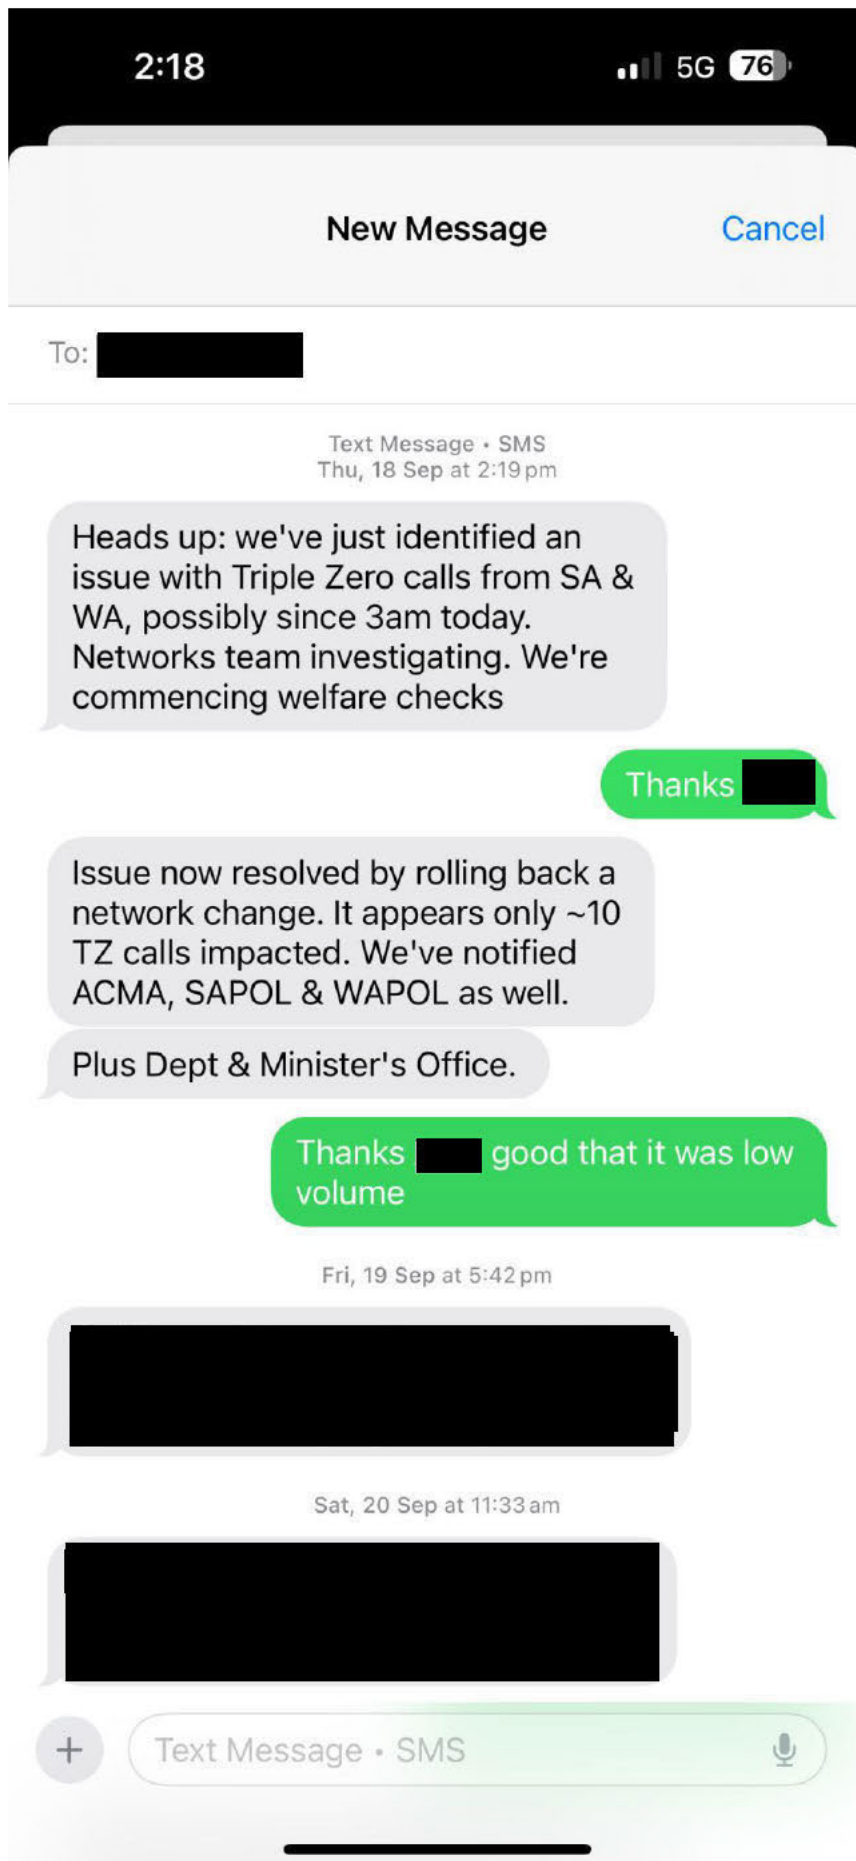 2:18 5G 76
New Message Cancel
To:
Text Message • SMS
Thu, 18 Sep at 2:19 pm
Heads up: we've just identified an
issue with Triple Zero calls from SA &
WA, possibly since 3am today.
Networks team investigating. We're
commencing welfare checks
Thanks
Issue now resolved by rolling back a
network change. It appears only ~10
TZ calls impacted. We've notified
ACMA, SAPOL & WAPOL as well.
Plus Dept & Minister's Office.
Thanks good that it was low
volume
Fri, 19 Sep at 5:42 pm
Sat, 20 Sep at 11:33 am
Text Message • SMS